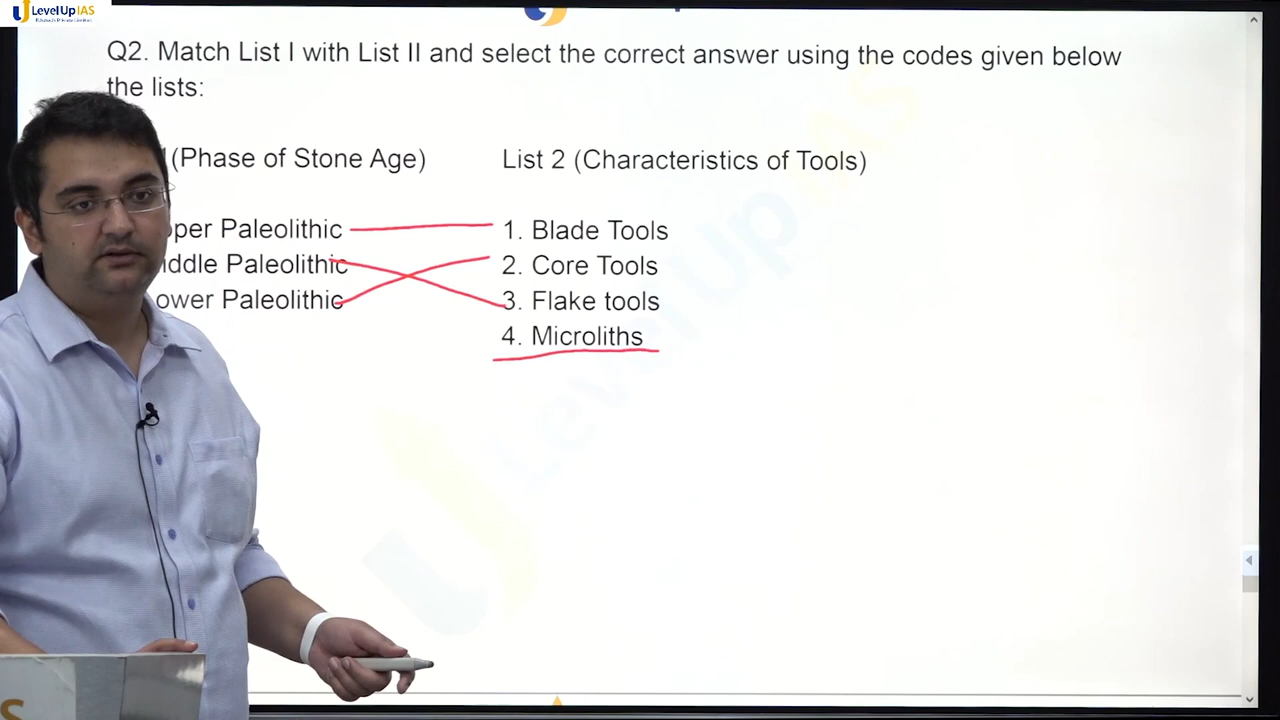 LevelUp IAS
Q2. Match List I with List II and select the correct answer using the codes given below
the lists:
(Phase of Stone Age) List 2 (Characteristics of Tools)
pper Paleolithic 1. Blade Tools
iddle Paleolithic 2. Core Tools
ower Paleolithic 3. Flake tools
4. Microliths
LevelUp IAS